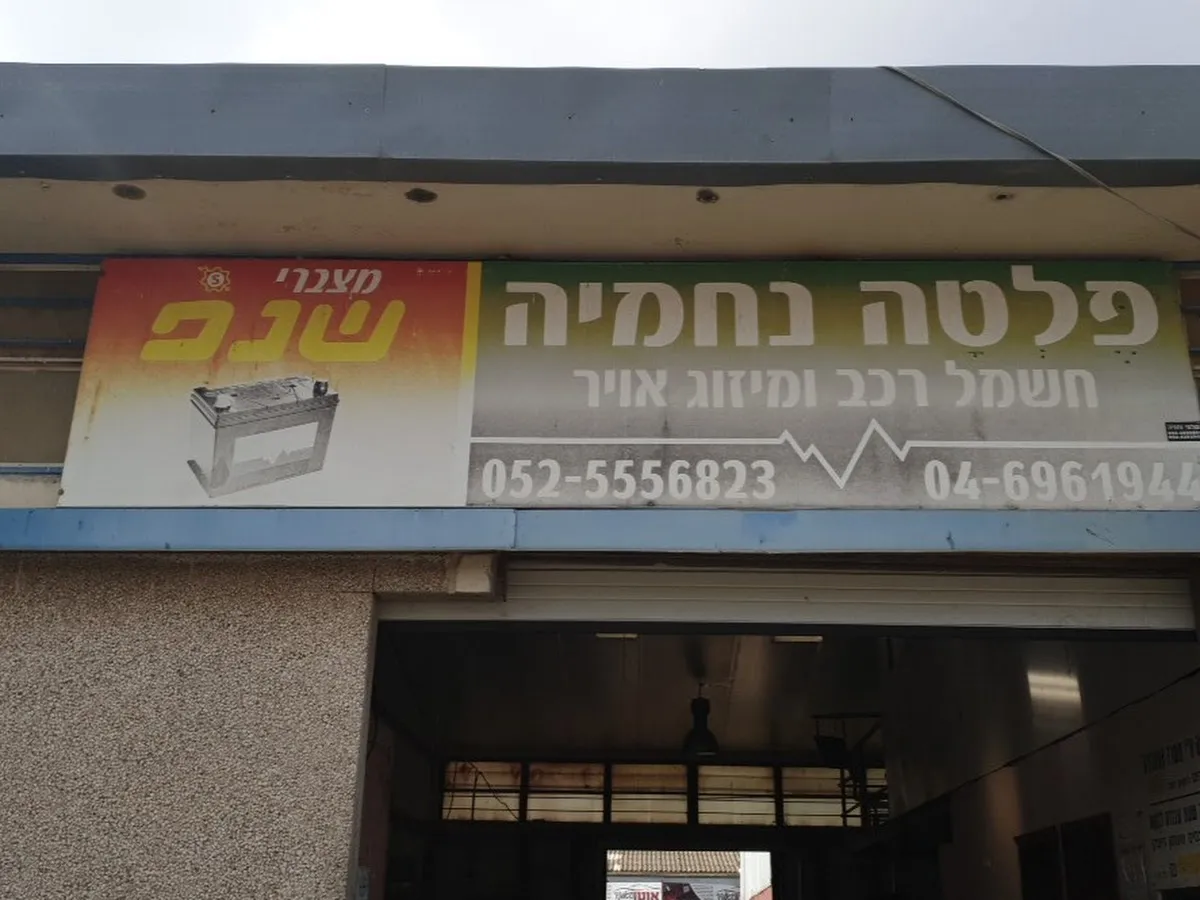 פלטה נחמיה
חשמל רכב ומיזוג אויר
04-6961944
052-5556823
מצברי
שנפ